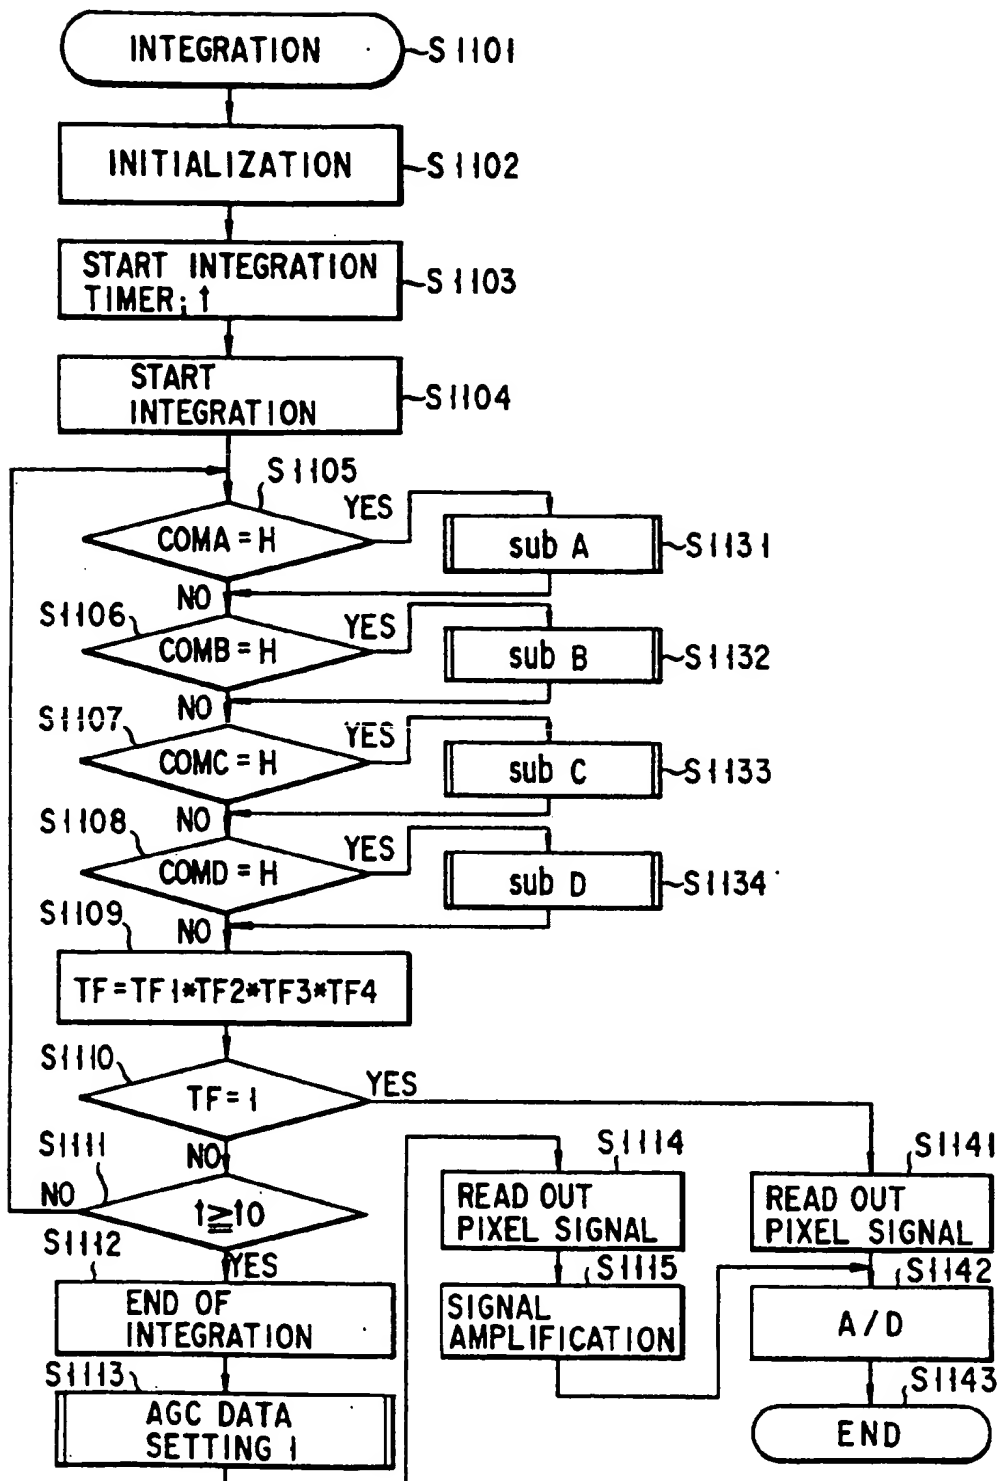 INTEGRATION
S1101
INITIALIZATION
S1102
START INTEGRATION
TIMER; t
S1103
START
INTEGRATION
S1104
S1105
COMA = H
YES
sub A
S1131
NO
S1106
COMB = H
YES
sub B
S1132
NO
S1107
COMC = H
YES
sub C
S1133
NO
S1108
COMD = H
YES
sub D
S1134
NO
S1109
TF=TF1*TF2*TF3*TF4
S1110
TF=1
YES
NO
S1111
NO
t≧t0
YES
S1112
END OF
INTEGRATION
S1113
AGC DATA
SETTING 1
S1114
READ OUT
PIXEL SIGNAL
S1115
SIGNAL
AMPLIFICATION
S1141
READ OUT
PIXEL SIGNAL
S1142
A/D
S1143
END